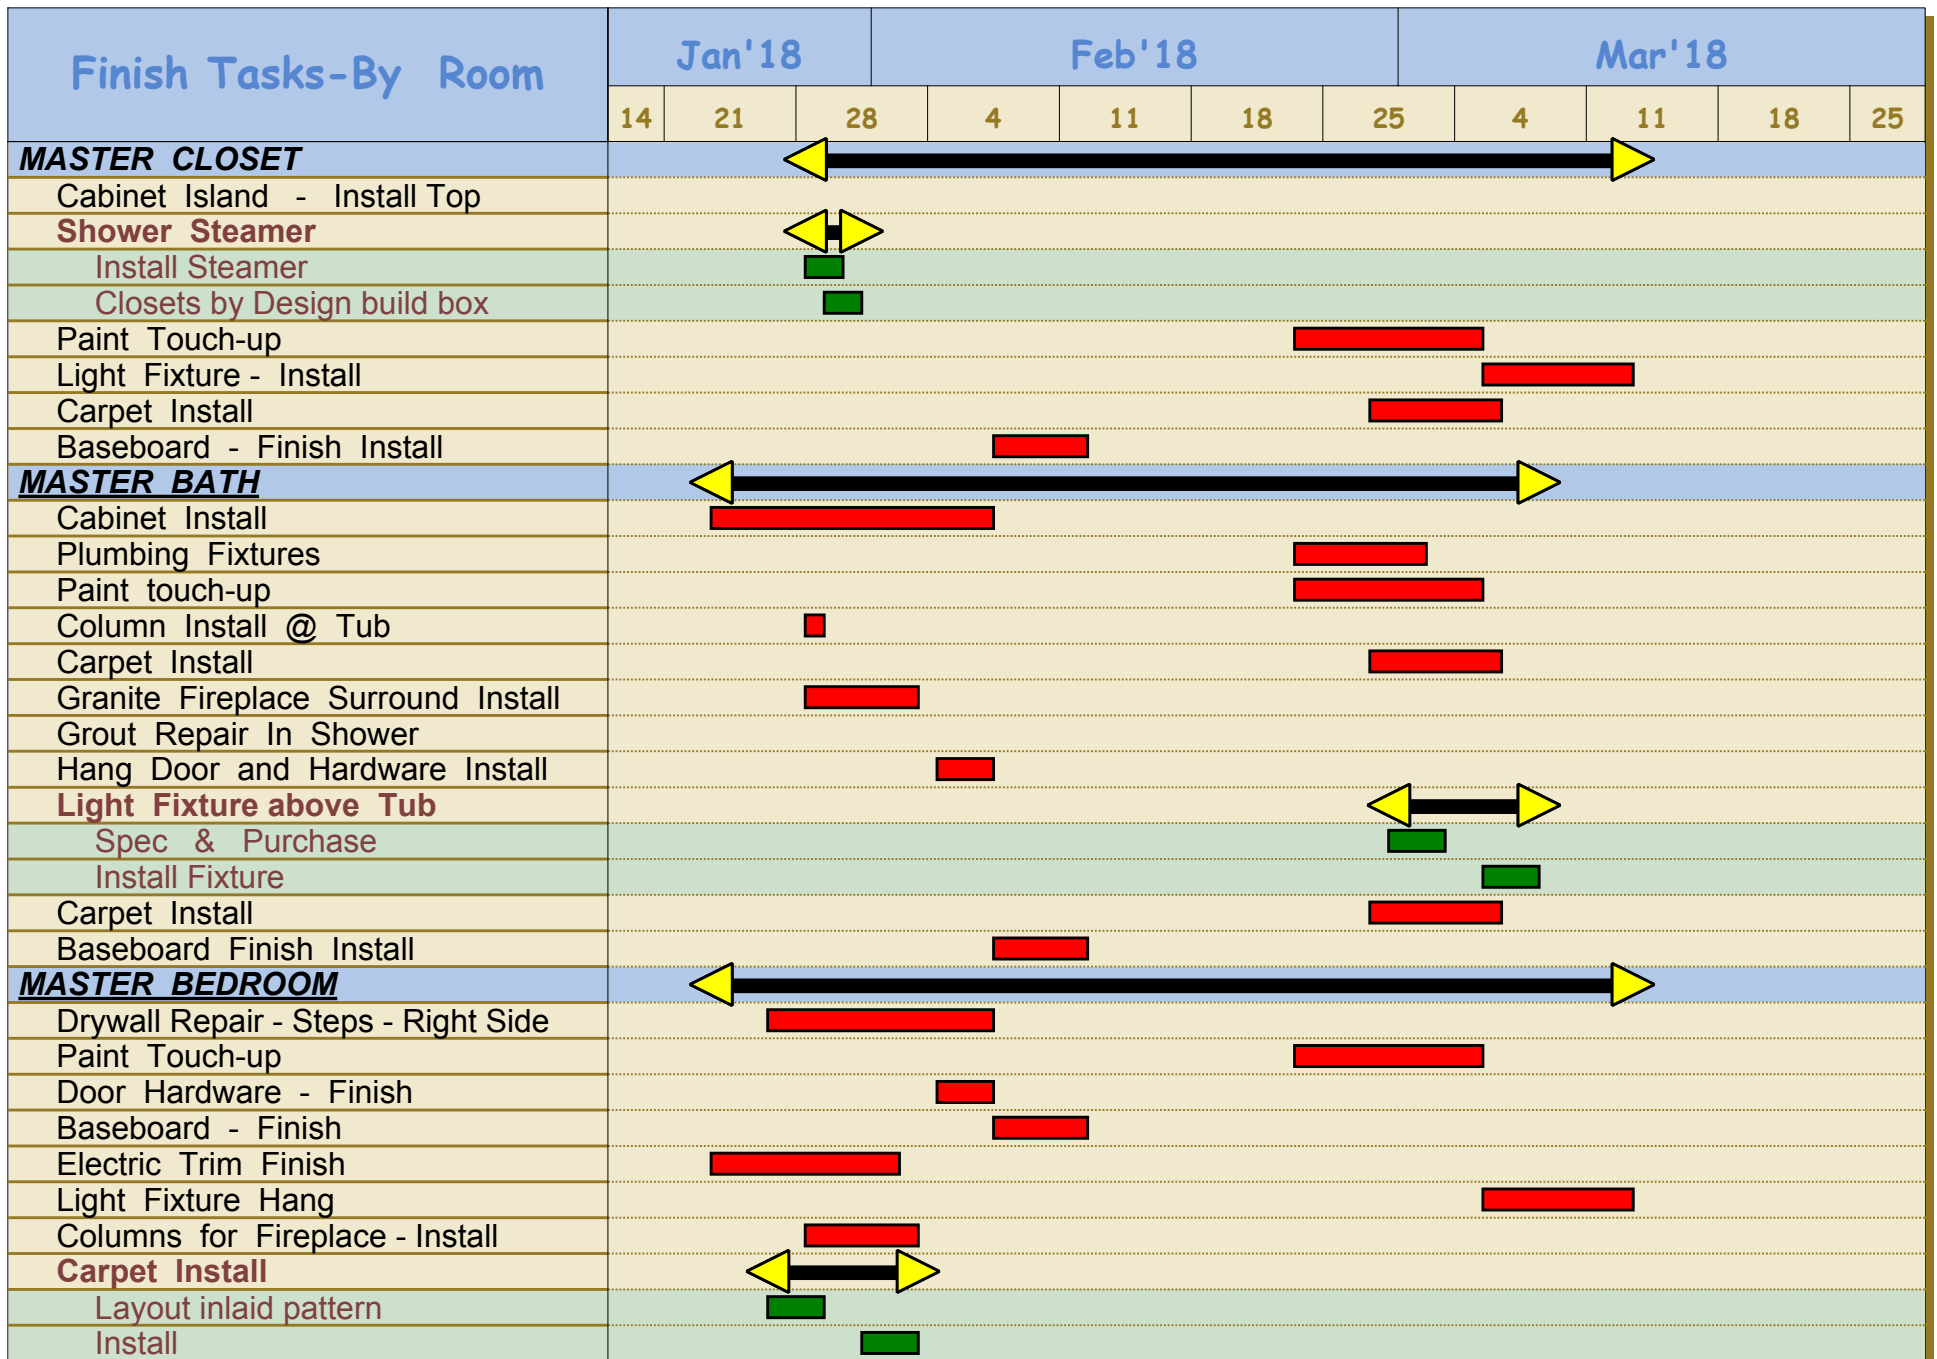 Finish Tasks-By Room
Jan'18 Feb'18 Mar'18
14 21 28 4 11 18 25 4 11 18 25
MASTER CLOSET
Cabinet Island - Install Top
Shower Steamer
Install Steamer
Closets by Design build box
Paint Touch-up
Light Fixture - Install
Carpet Install
Baseboard - Finish Install
MASTER BATH
Cabinet Install
Plumbing Fixtures
Paint touch-up
Column Install @ Tub
Carpet Install
Granite Fireplace Surround Install
Grout Repair In Shower
Hang Door and Hardware Install
Light Fixture above Tub
Spec & Purchase
Install Fixture
Carpet Install
Baseboard Finish Install
MASTER BEDROOM
Drywall Repair - Steps - Right Side
Paint Touch-up
Door Hardware - Finish
Baseboard - Finish
Electric Trim Finish
Light Fixture Hang
Columns for Fireplace - Install
Carpet Install
Layout inlaid pattern
Install